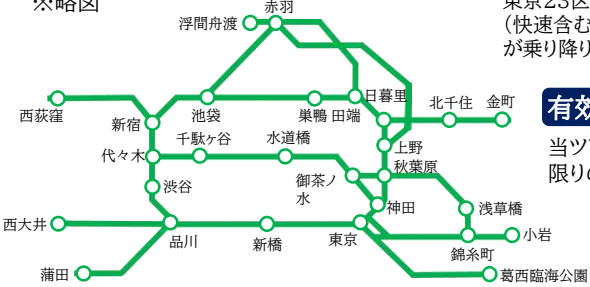 ※略図
東京23区
（快速含む
が乗り降り
有効
当ツ
限りの
赤羽
浮間舟渡
日暮里
北千住
金町
西荻窪
新宿
池袋
巣鴨
田端
千駄ヶ谷
水道橋
上野
代々木
秋葉原
御茶ノ
水
渋谷
神田
浅草橋
西大井
品川
新橋
東京
錦糸町
小岩
蒲田
葛西臨海公園